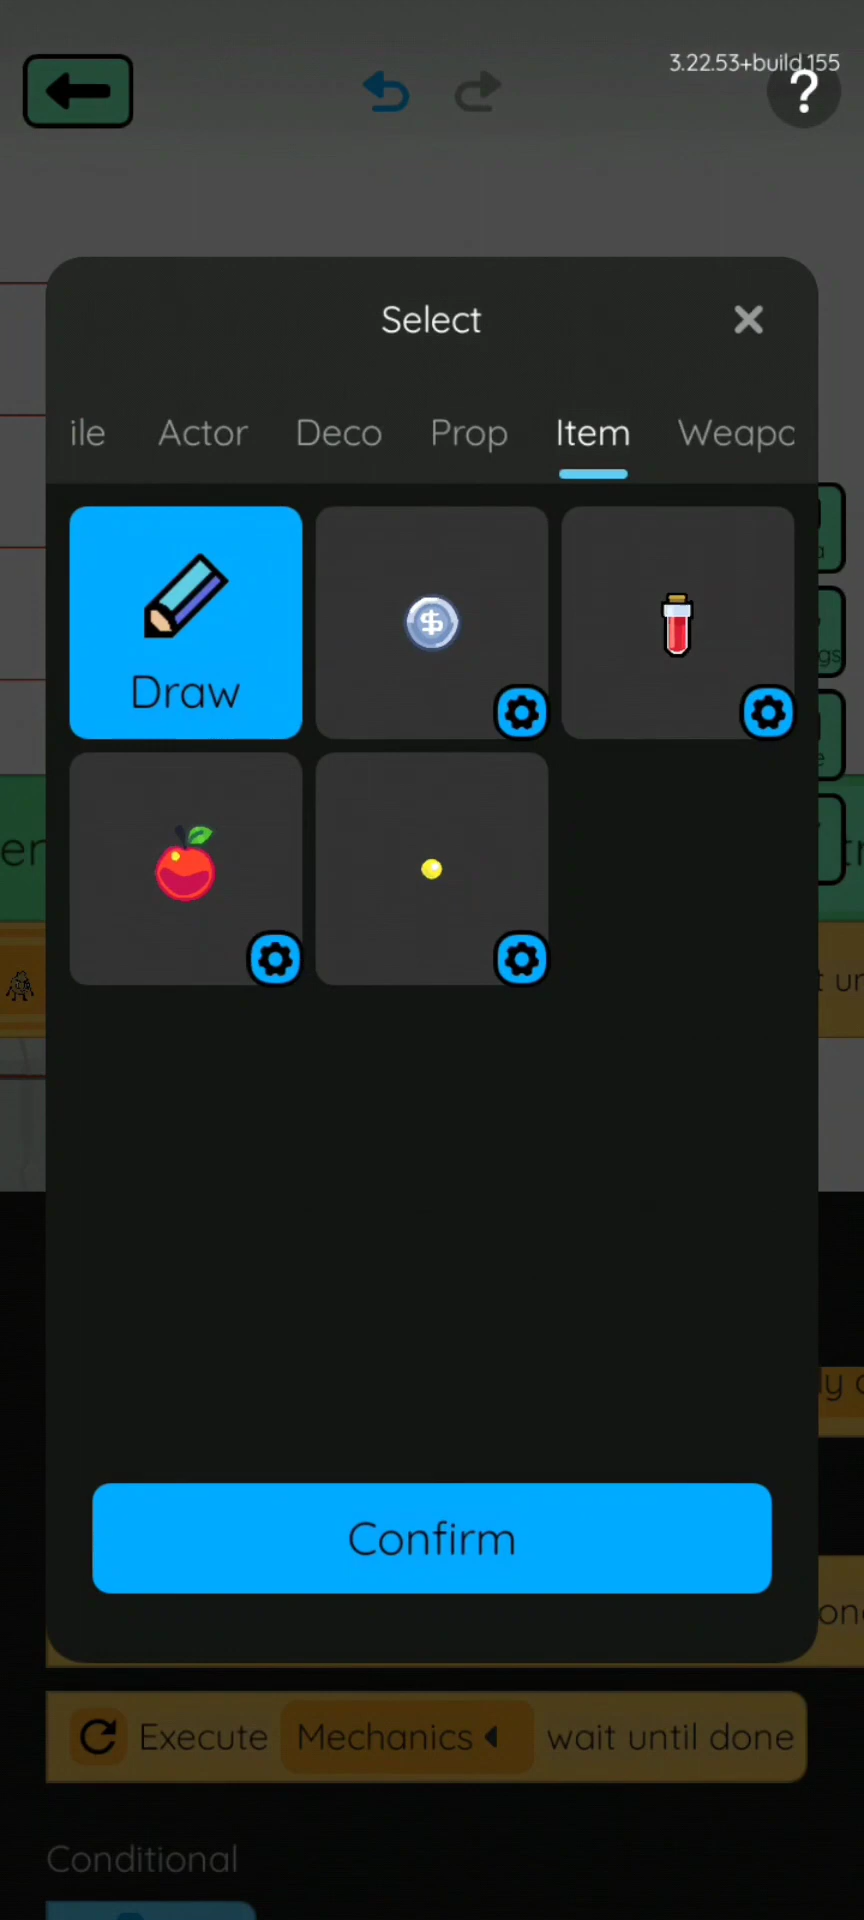 3.22.53+build.155
?
Select
ile Actor Deco Prop Item Weapo
$
Draw
Confirm
Execute Mechanics wait until done
Conditional